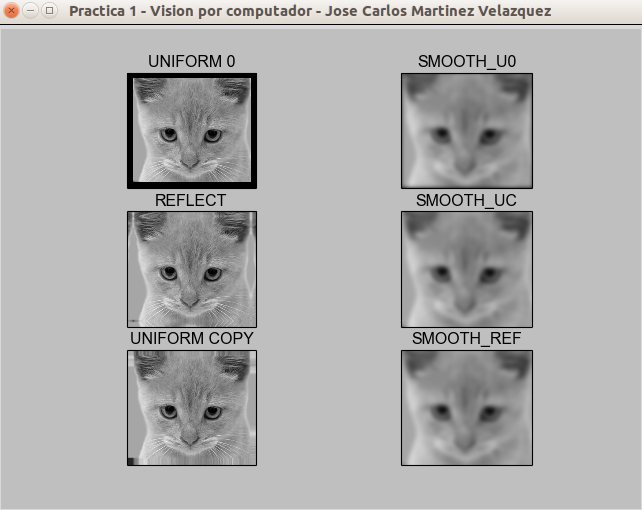 Practica 1 - Vision por computador - Jose Carlos Martinez Velazquez
UNIFORM 0
SMOOTH_U0
REFLECT
SMOOTH_UC
UNIFORM COPY
SMOOTH_REF